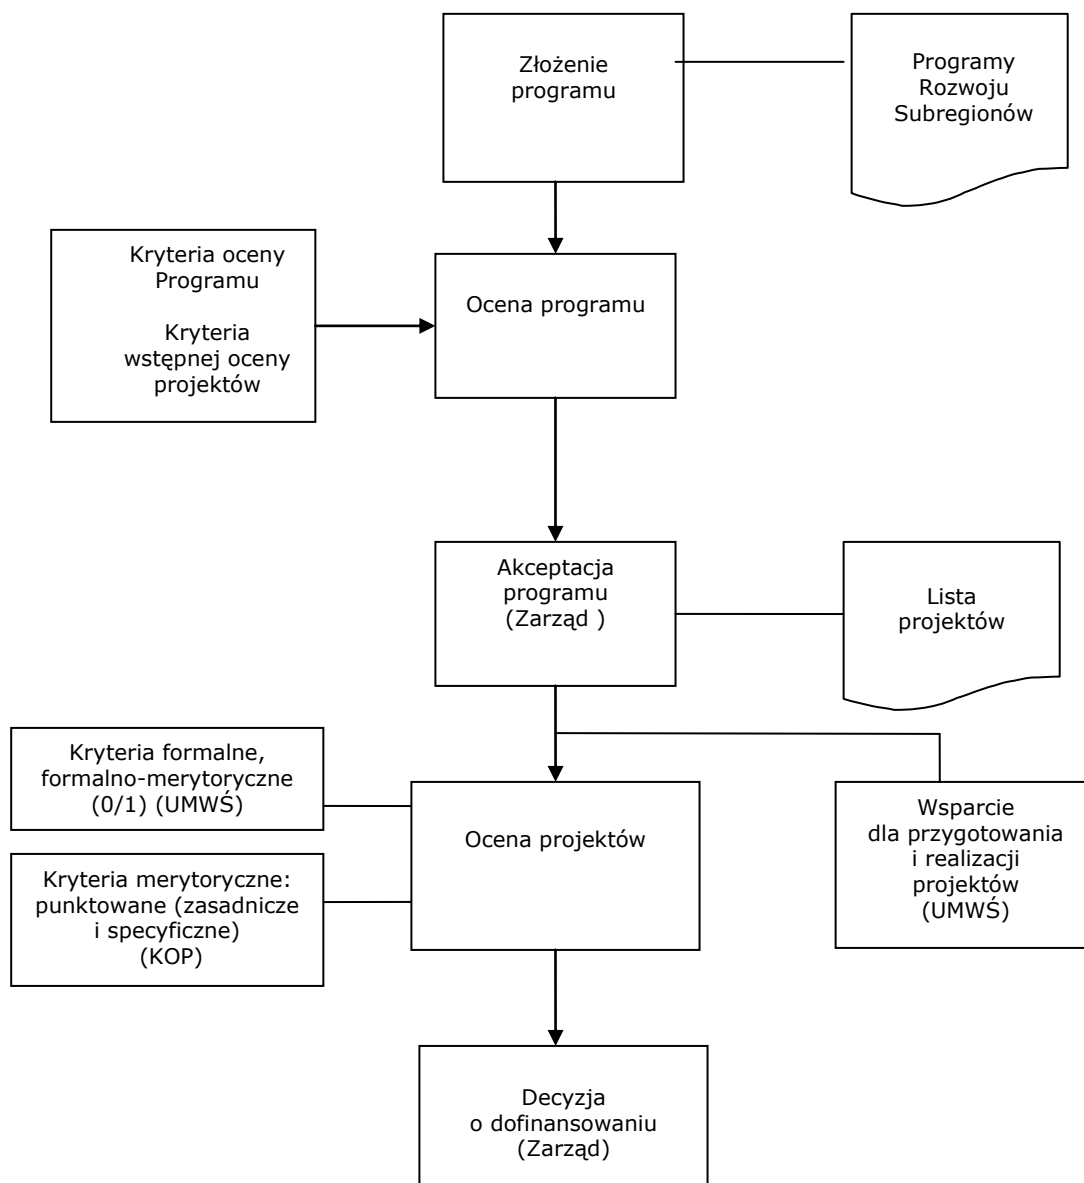 Złożenie
programu
Programy
Rozwoju
Subregionów
Kryteria oceny
Programu
Kryteria
wstępnej oceny
projektów
Ocena programu
Akceptacja
programu
(Zarząd )
Lista
projektów
Kryteria formalne,
formalno-merytoryczne
(0/1) (UMWŚ)
Ocena projektów
Kryteria merytoryczne:
punktowane (zasadnicze
i specyficzne)
(KOP)
Wsparcie
dla przygotowania
i realizacji
projektów
(UMWŚ)
Decyzja
o dofinansowaniu
(Zarząd)